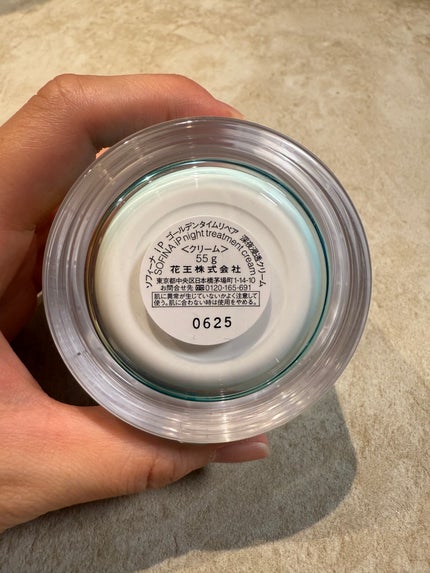 ソフィーナ iP ゴールデンタイムリペア 深夜浸透クリーム
SOFINA iP night treatment cream
<クリーム>
55g
花王株式会社
東京都中央区日本橋茅場町1-14-10
お問合せ先 0120-165-691
肌に異常が生じていないかよく注意して
使う。肌に合わない時は使用をやめる。
0625